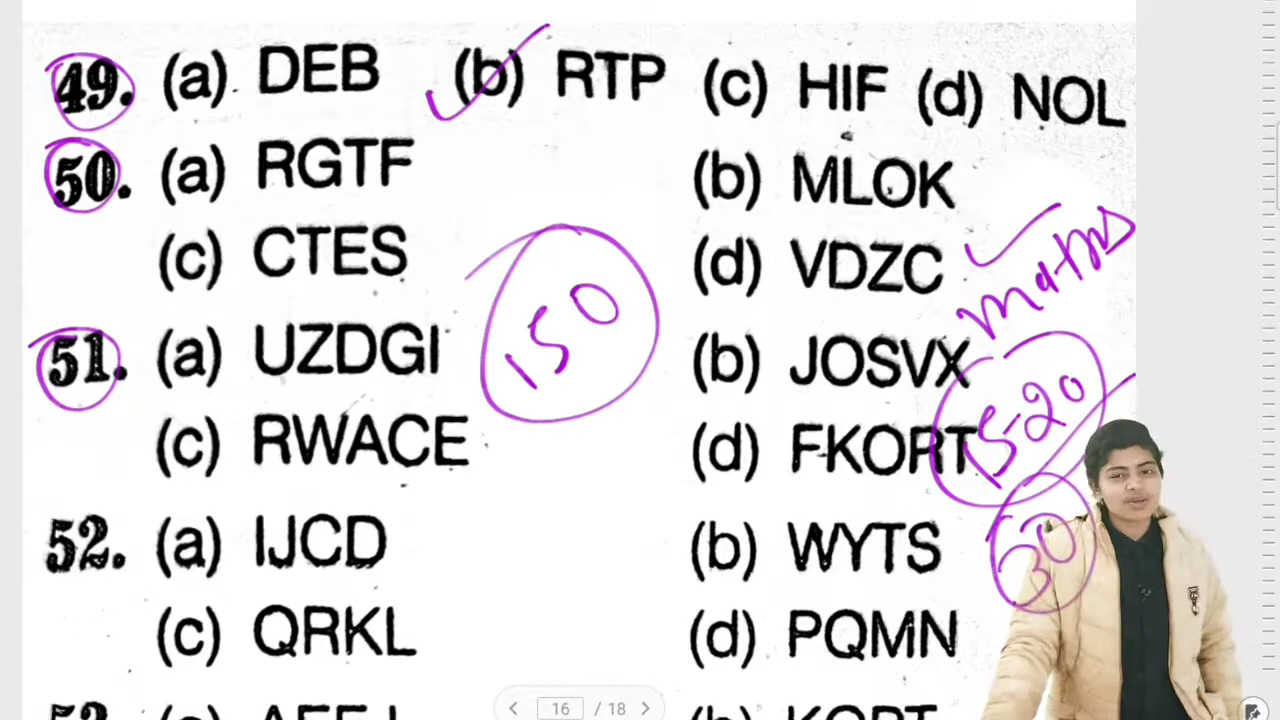 49. (a) DEB (b) RTP (c) HIF (d) NOL
50. (a) RGTF (b) MLOK
(c) CTES (d) VDZC
maths
51. (a) UZDGI (b) JOSVX
150
15-20
(c) RWACE (d) FKORT
30
52. (a) IJCD (b) WYTS
(c) QRKL (d) PQMN
16 / 18